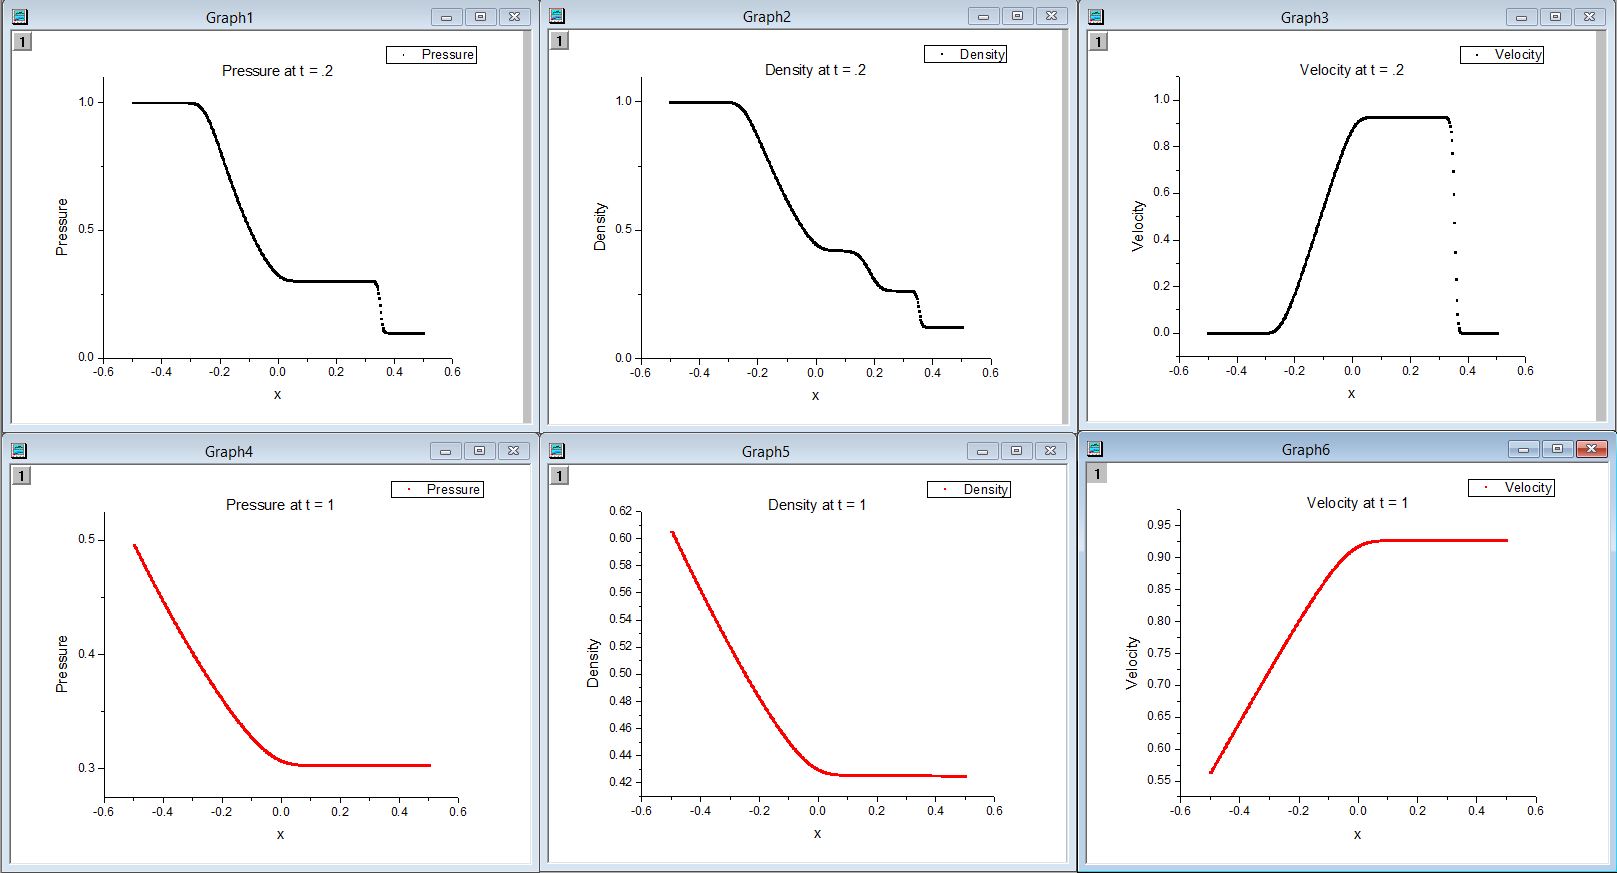 Graph1
1
Pressure
Pressure at t = .2
1.0
0.5
0.0
Pressure
-0.6 -0.4 -0.2 0.0 0.2 0.4 0.6
x
Graph2
1
Density
Density at t = .2
1.0
0.5
0.0
Density
-0.6 -0.4 -0.2 0.0 0.2 0.4 0.6
x
Graph3
1
Velocity
Velocity at t = .2
1.0
0.8
0.6
0.4
0.2
0.0
Velocity
-0.6 -0.4 -0.2 0.0 0.2 0.4 0.6
x
Graph4
1
Pressure
Pressure at t = 1
0.5
0.4
0.3
Pressure
-0.6 -0.4 -0.2 0.0 0.2 0.4 0.6
x
Graph5
1
Density
Density at t = 1
0.62
0.60
0.58
0.56
0.54
0.52
0.50
0.48
0.46
0.44
0.42
Density
-0.6 -0.4 -0.2 0.0 0.2 0.4 0.6
x
Graph6
1
Velocity
Velocity at t = 1
0.95
0.90
0.85
0.80
0.75
0.70
0.65
0.60
0.55
Velocity
-0.6 -0.4 -0.2 0.0 0.2 0.4 0.6
x